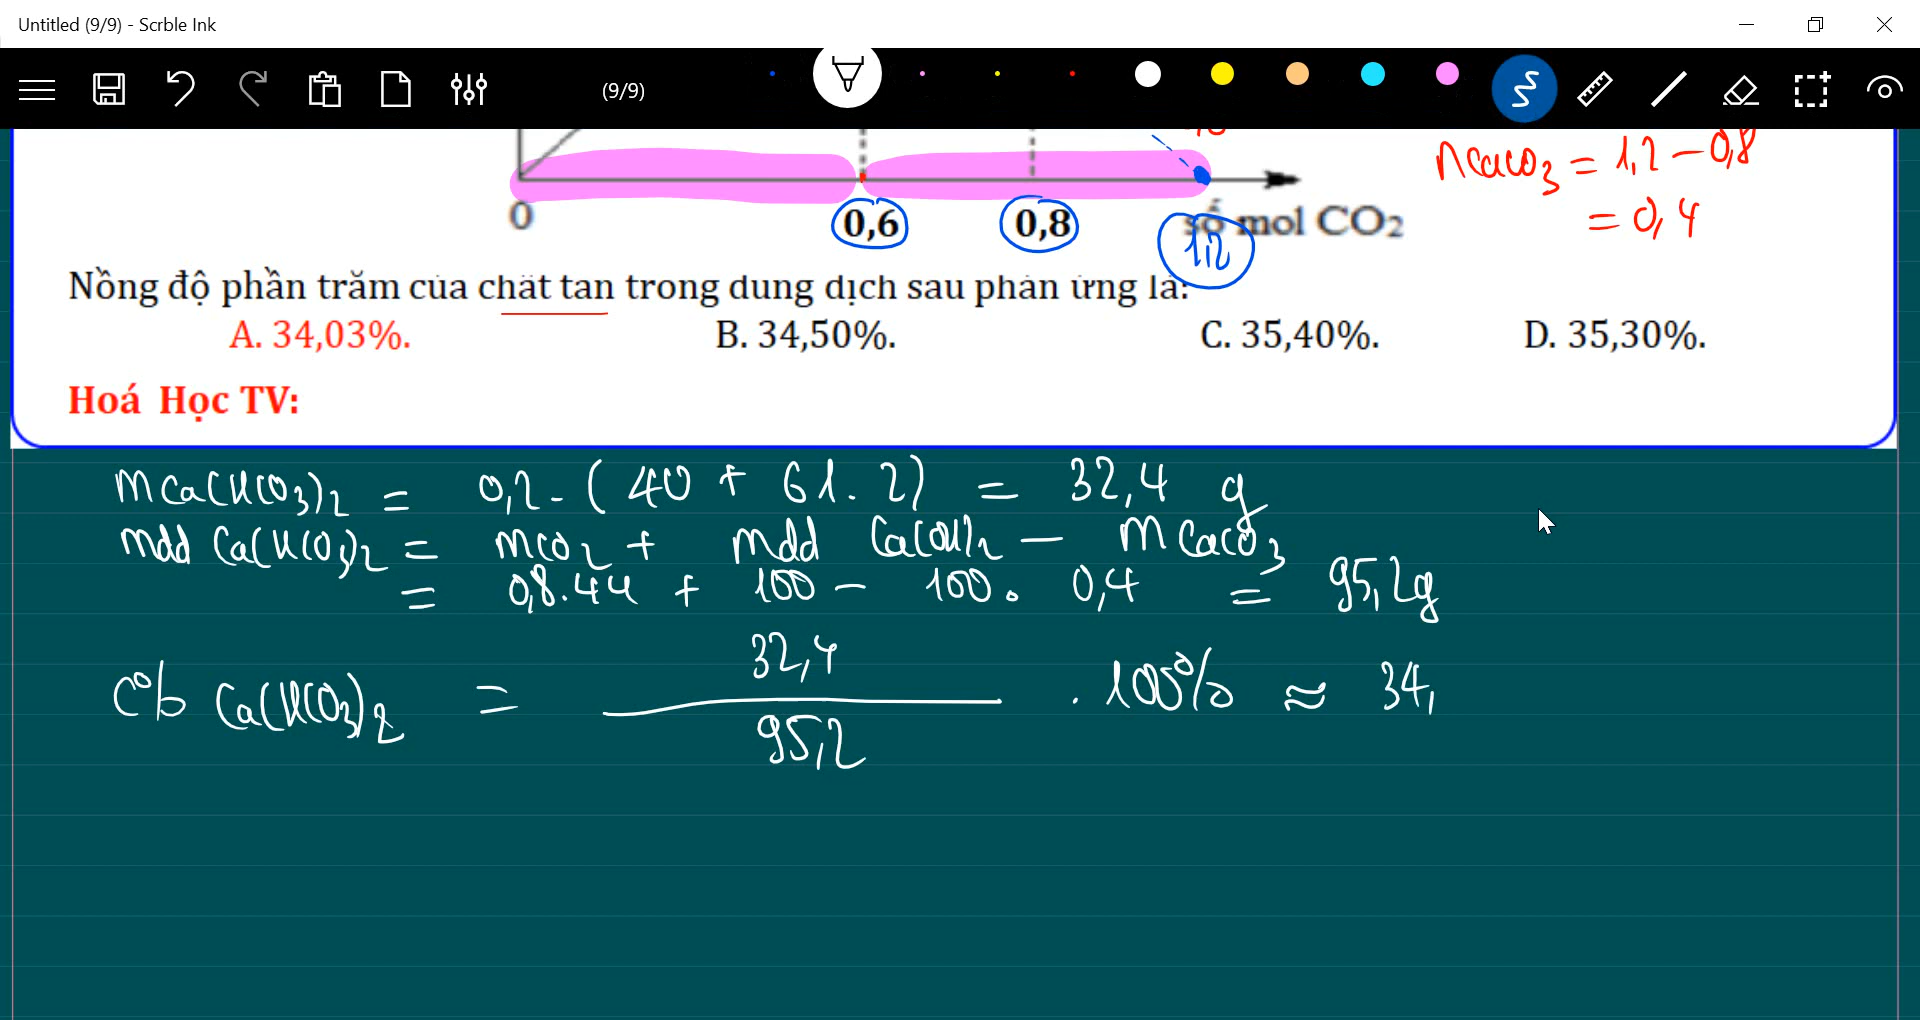 Untitled (9/9) - Scrble Ink
(9/9)
nCaCO3 = 1,2 - 0,8
= 0,4
0
0,6
0,8
số mol CO2
1,2
Nồng độ phần trăm của chất tan trong dung dịch sau phản ứng là:
A. 34,03%. B. 34,50%. C. 35,40%. D. 35,30%.
Hoá Học TV:
mCa(HCO3)2 = 0,2 . (40 + 61.2) = 32,4 g
mdd Ca(HCO3)2 = mCO2 + mdd Ca(OH)2 - mCaCO3
= 0,8.44 + 100 - 100 . 0,4 = 95,2g
C% Ca(HCO3)2 = 32,4 / 95,2 . 100% ≈ 34,